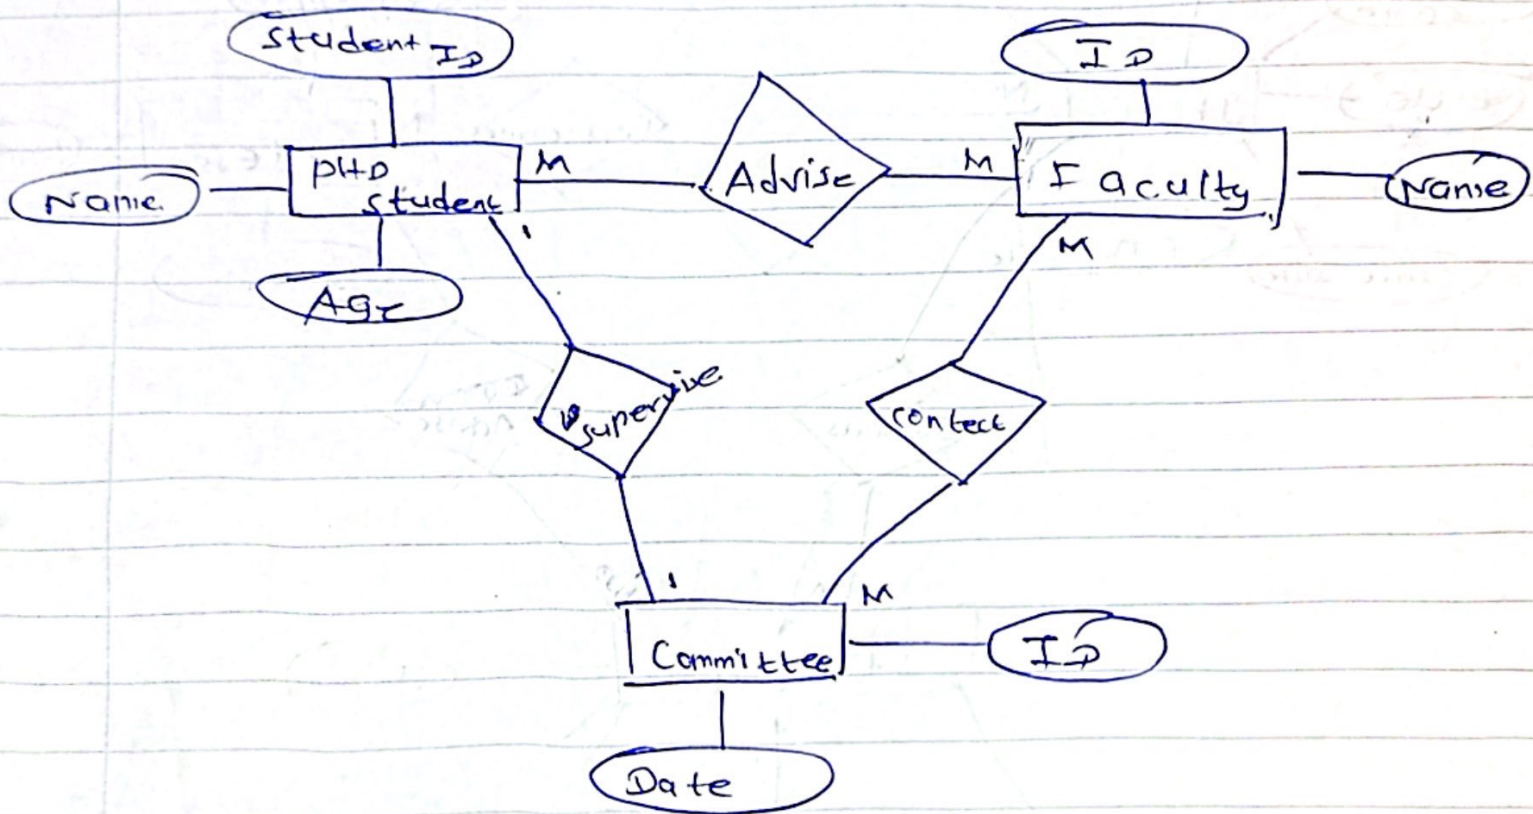 Student ID
ID
PHD
Student
M
Advise
M
Faculty
Name
Name
1
M
Age
supervise
contect
1
M
Committee
ID
Date